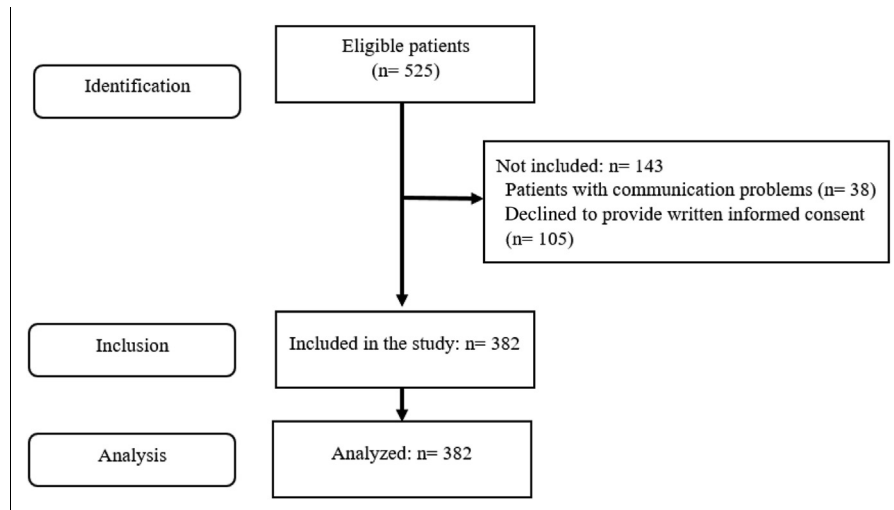 Eligible patients
(n= 525)
Identification
Not included: n= 143
Patients with communication problems (n= 38)
Declined to provide written informed consent
(n= 105)
Inclusion
Included in the study: n= 382
Analysis
Analyzed: n= 382